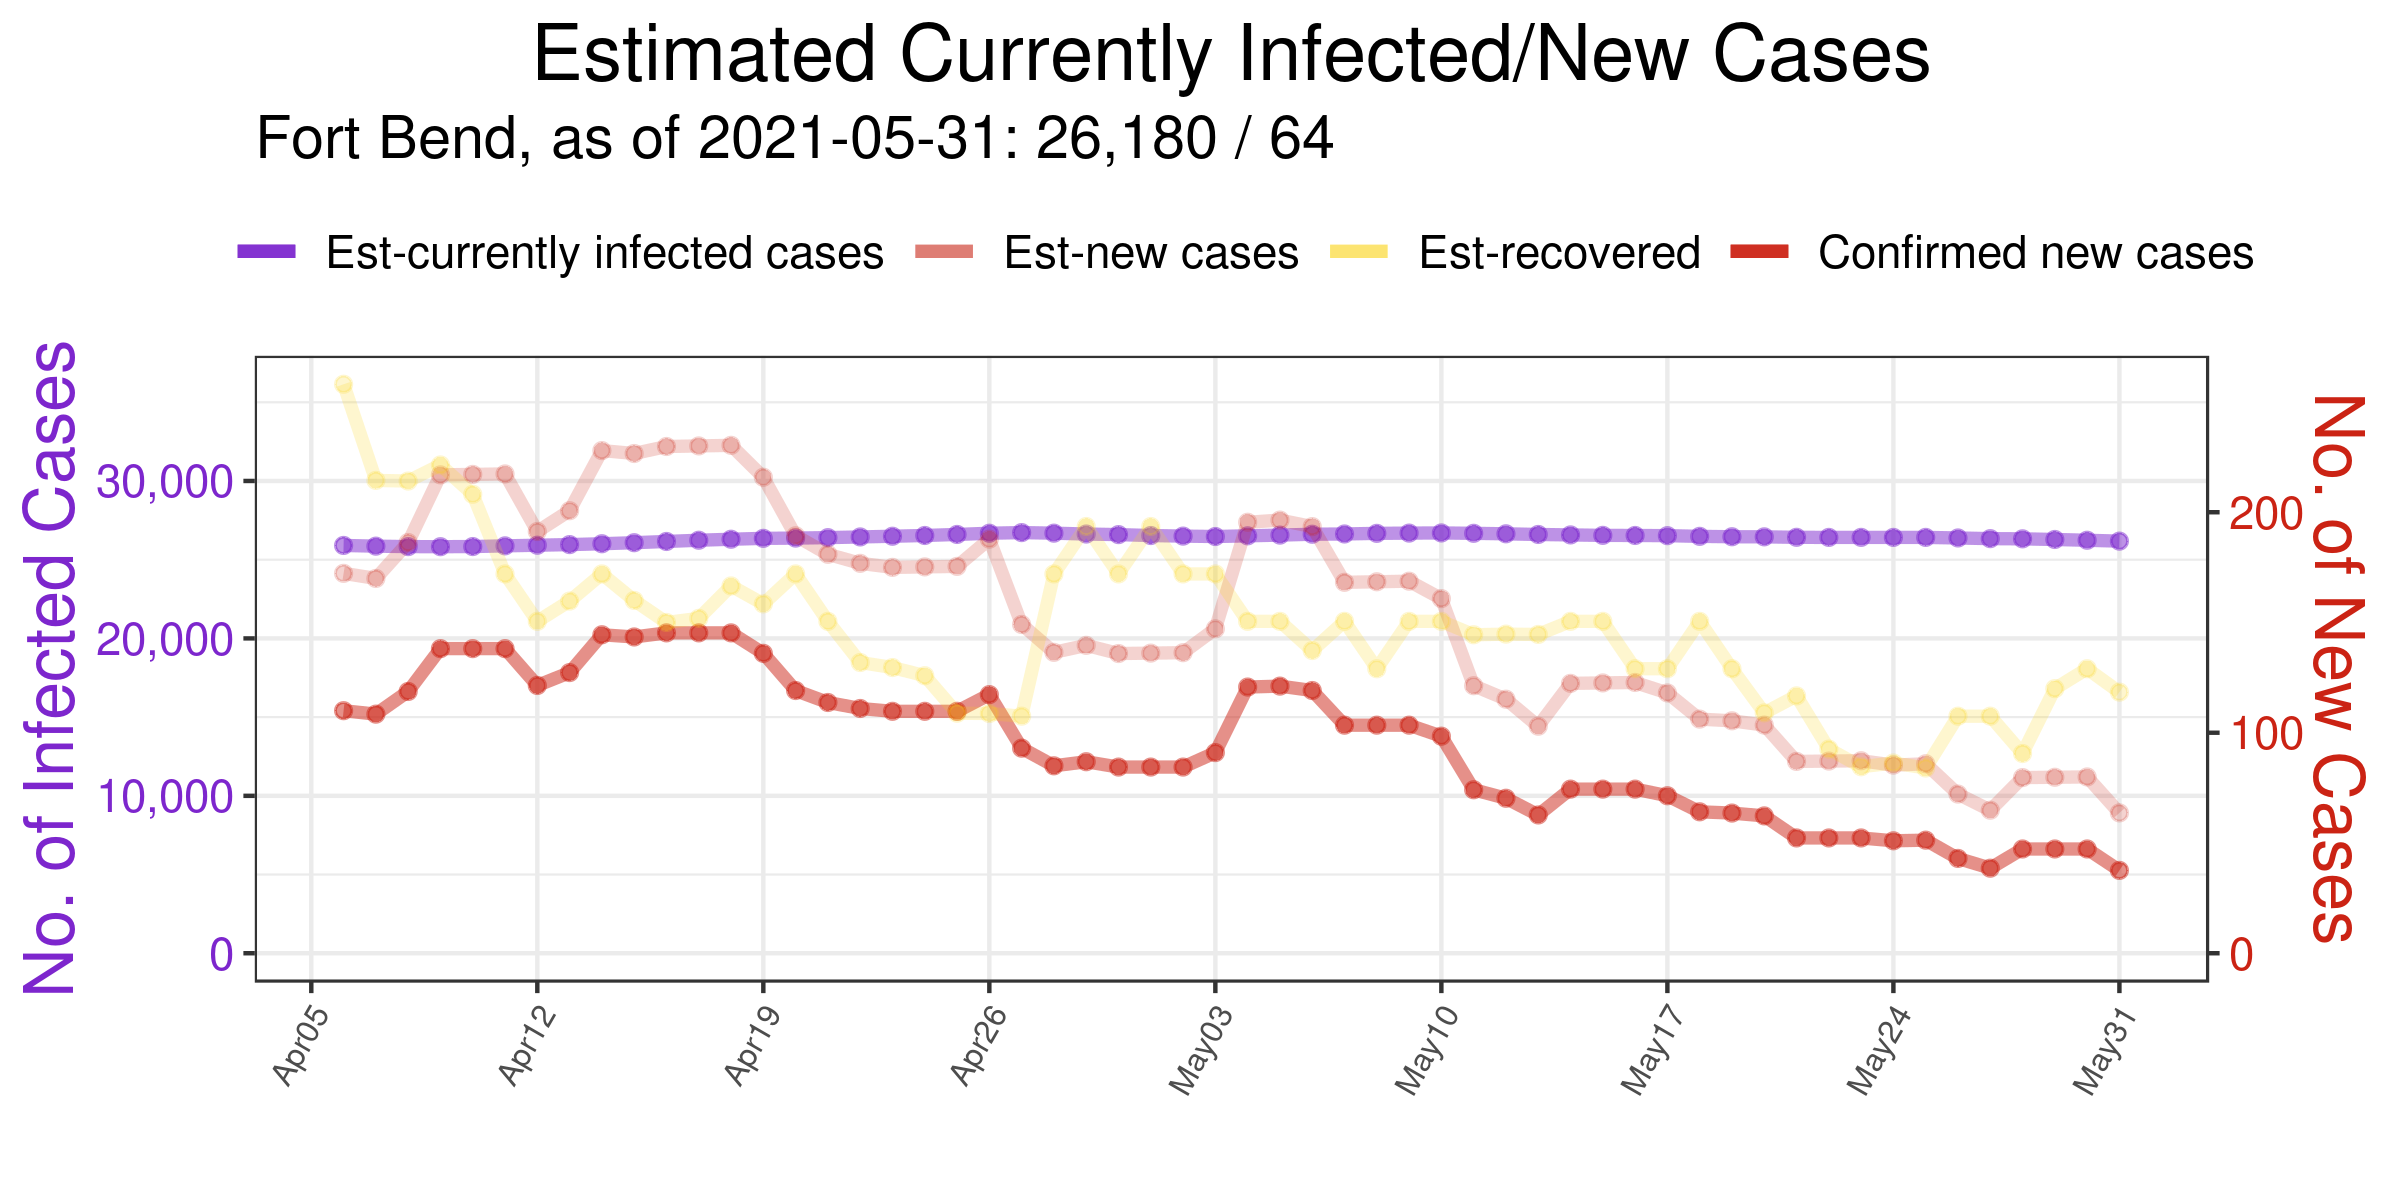 Estimated Currently Infected/New Cases
Fort Bend, as of 2021-05-31: 26,180 / 64
Est-currently infected cases
Est-new cases
Est-recovered
Confirmed new cases
No. of Infected Cases
30,000
20,000
10,000
0
No. of New Cases
200
100
0
Apr05
Apr12
Apr19
Apr26
May03
May10
May17
May24
May31